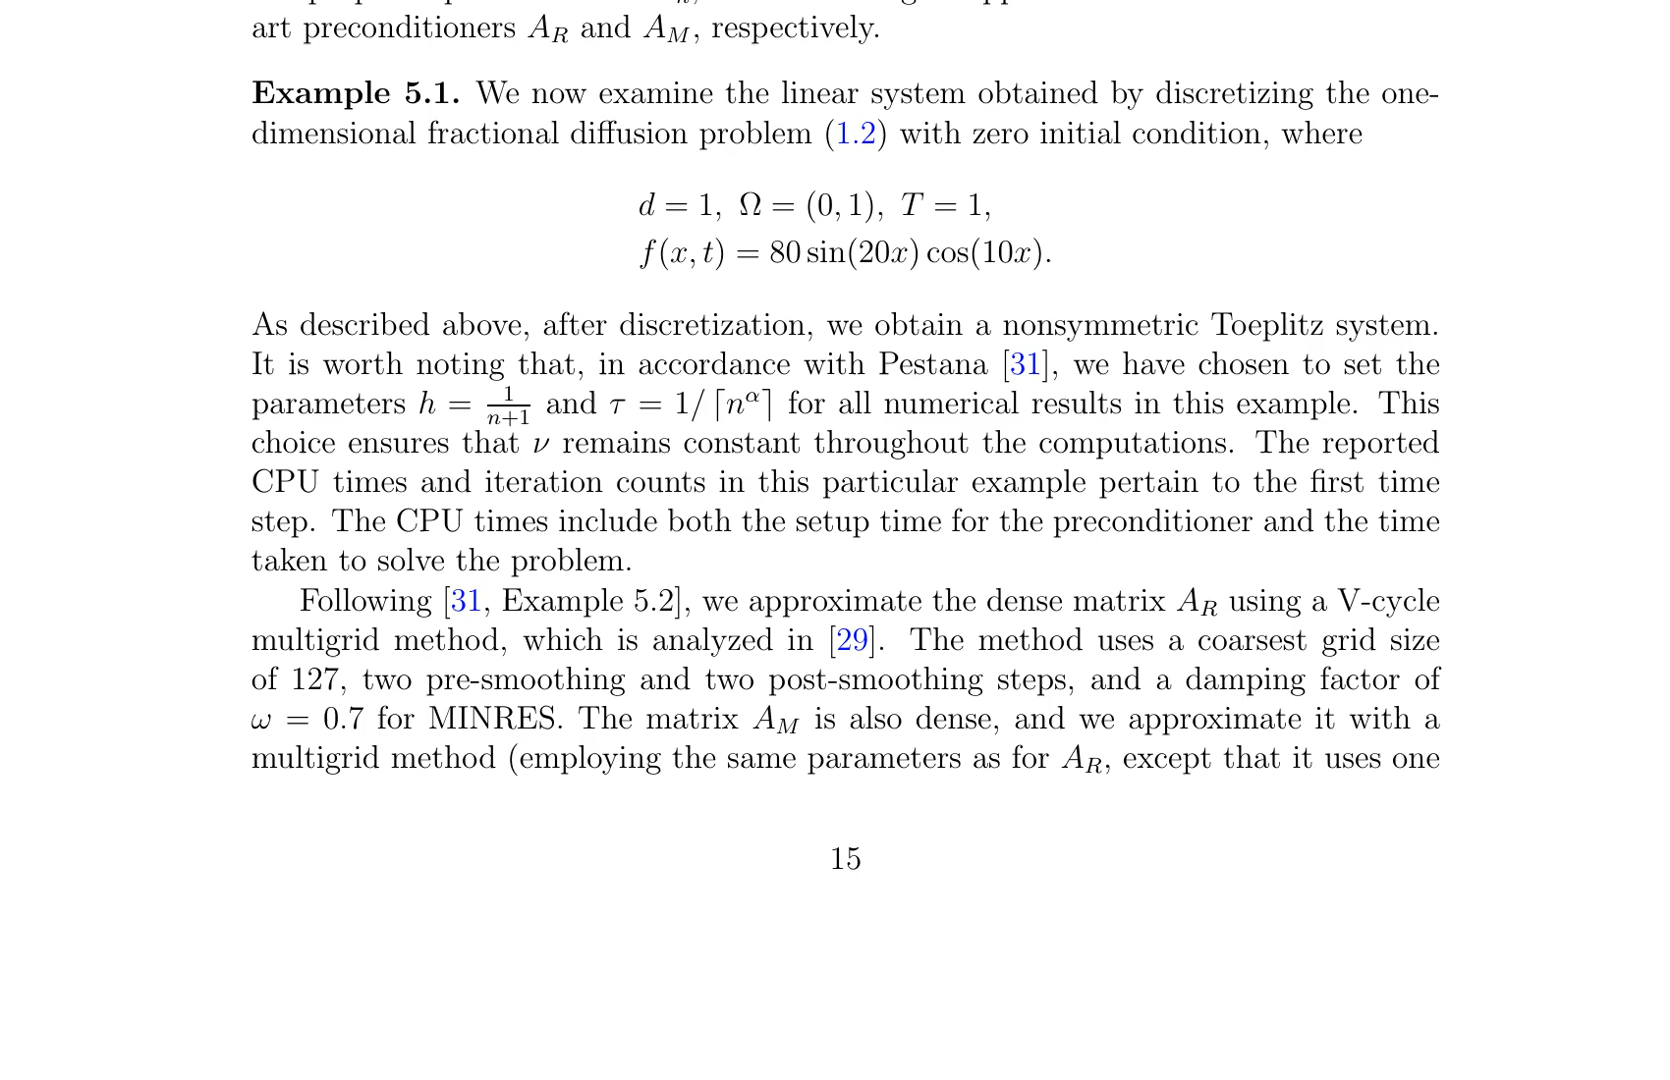 art preconditioners A_R and A_M, respectively.
Example 5.1. We now examine the linear system obtained by discretizing the one-
dimensional fractional diffusion problem (1.2) with zero initial condition, where
d = 1, Ω = (0, 1), T = 1,
f(x, t) = 80 sin(20x) cos(10x).
As described above, after discretization, we obtain a nonsymmetric Toeplitz system.
It is worth noting that, in accordance with Pestana [31], we have chosen to set the
parameters h = 1/(n+1) and τ = 1/⌈n^α⌉ for all numerical results in this example. This
choice ensures that ν remains constant throughout the computations. The reported
CPU times and iteration counts in this particular example pertain to the first time
step. The CPU times include both the setup time for the preconditioner and the time
taken to solve the problem.
Following [31, Example 5.2], we approximate the dense matrix A_R using a V-cycle
multigrid method, which is analyzed in [29]. The method uses a coarsest grid size
of 127, two pre-smoothing and two post-smoothing steps, and a damping factor of
ω = 0.7 for MINRES. The matrix A_M is also dense, and we approximate it with a
multigrid method (employing the same parameters as for A_R, except that it uses one
15